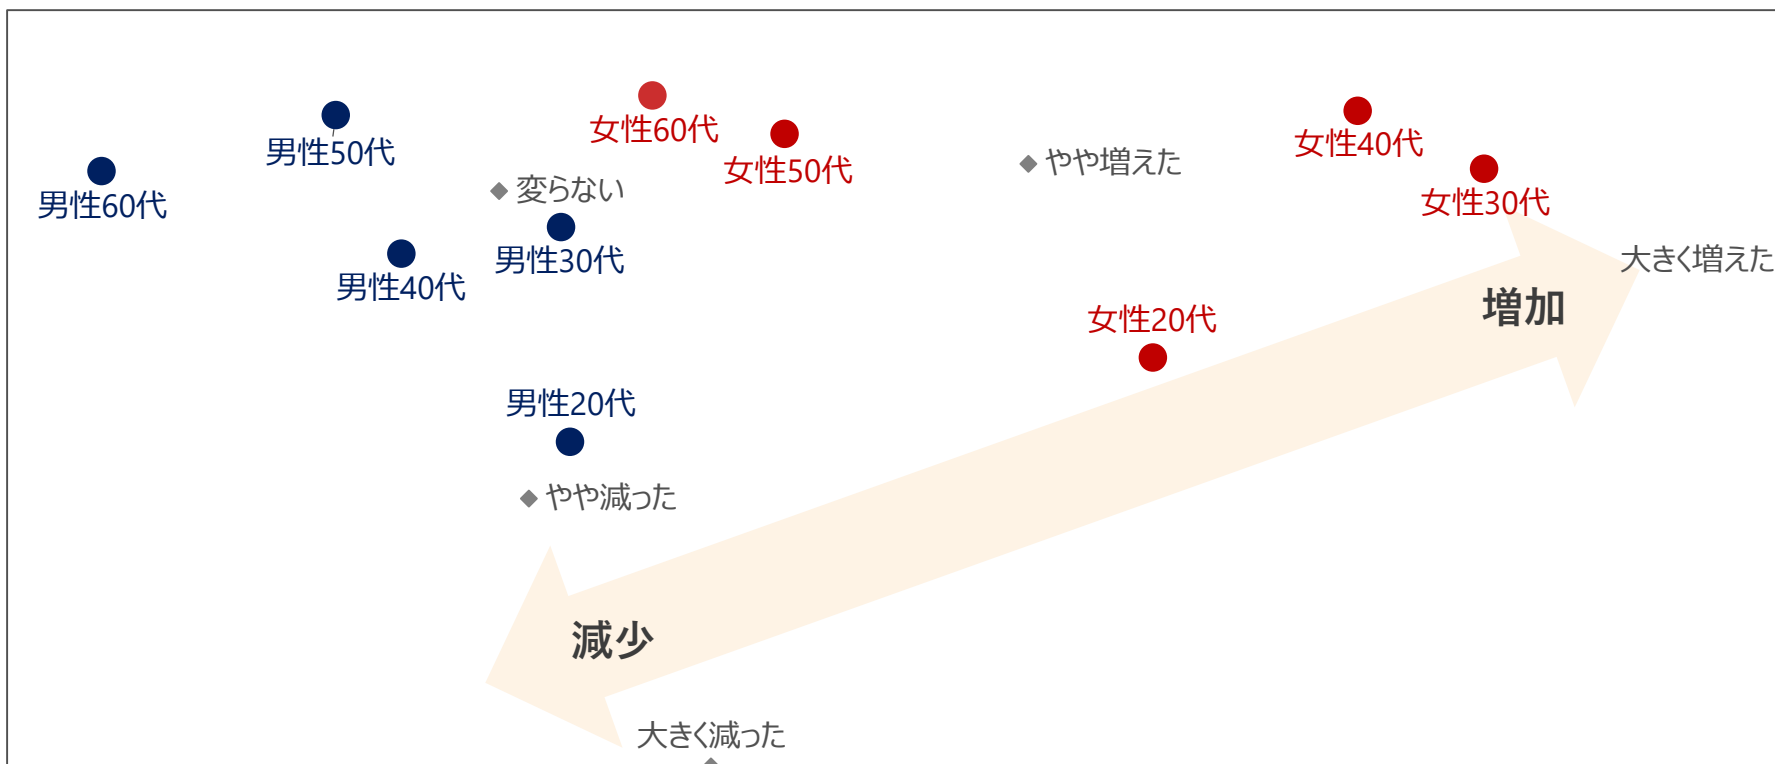 女性60代
男性50代
女性50代
女性40代
やや増えた
変らない
男性60代
女性30代
男性30代
男性40代
大きく増えた
増加
女性20代
男性20代
やや減った
減少
大きく減った